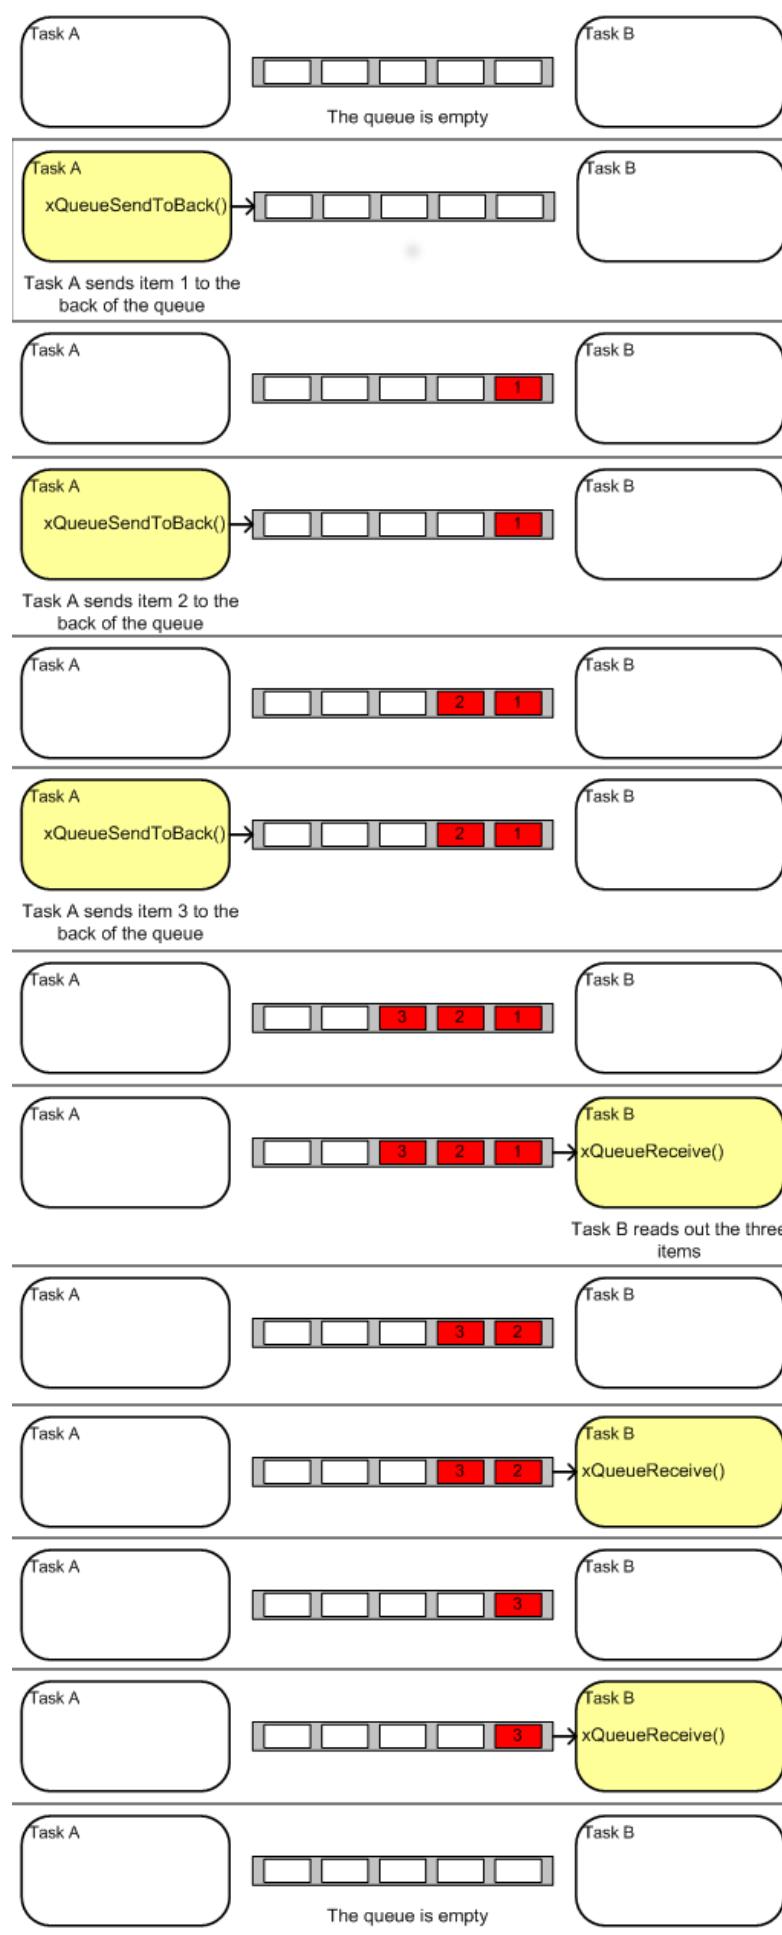 Task A
Task B
The queue is empty
Task A
xQueueSendToBack()
Task B
Task A sends item 1 to the
back of the queue
Task A
1
Task B
Task A
xQueueSendToBack()
1
Task B
Task A sends item 2 to the
back of the queue
Task A
2 1
Task B
Task A
xQueueSendToBack()
2 1
Task B
Task A sends item 3 to the
back of the queue
Task A
3 2 1
Task B
Task A
3 2 1
Task B
xQueueReceive()
Task B reads out the three
items
Task A
3 2
Task B
Task A
3 2
Task B
xQueueReceive()
Task A
3
Task B
Task A
3
Task B
xQueueReceive()
Task A
Task B
The queue is empty